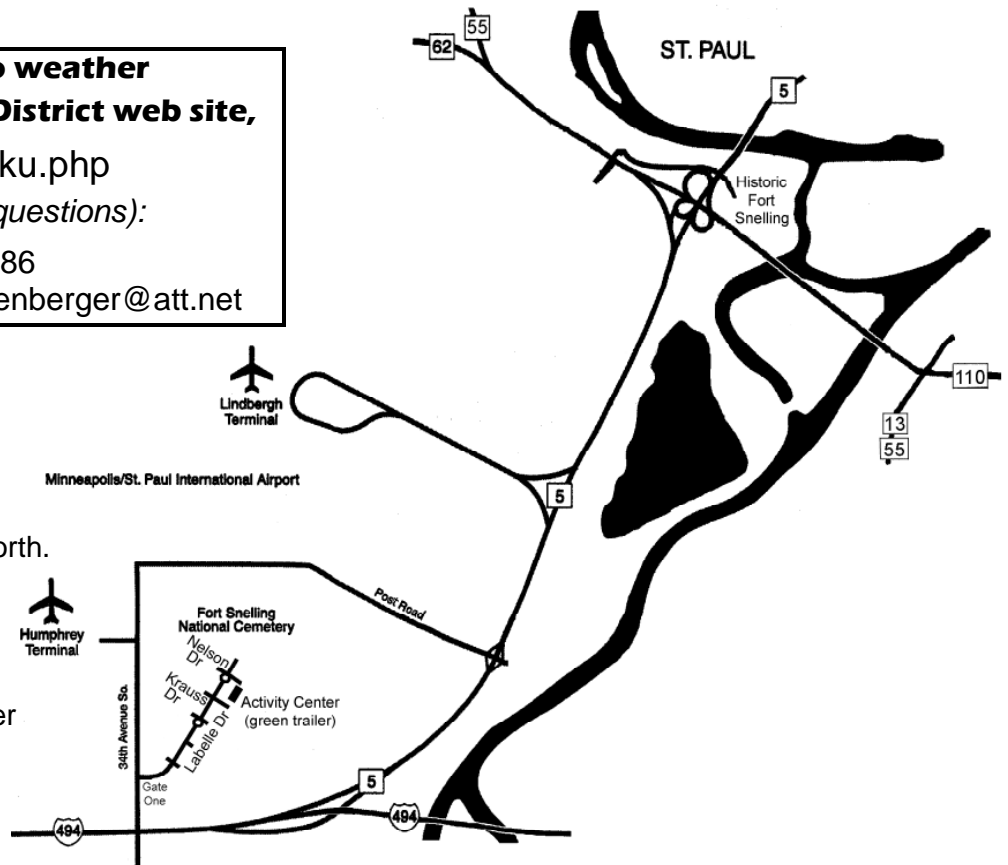 o weather
District web site,
ku.php
questions):
86
enberger@att.net
55
62
ST. PAUL
5
Historic
Fort
Snelling
110
13
55
Lindbergh
Terminal
Minneapolis/St. Paul International Airport
5
orth.
Humphrey
Terminal
Post Road
Fort Snelling
National Cemetery
Nelson
Dr
Krauss
Dr
Labelle Dr
Activity Center
(green trailer)
er
34th Avenue So.
Gate
One
5
494
494